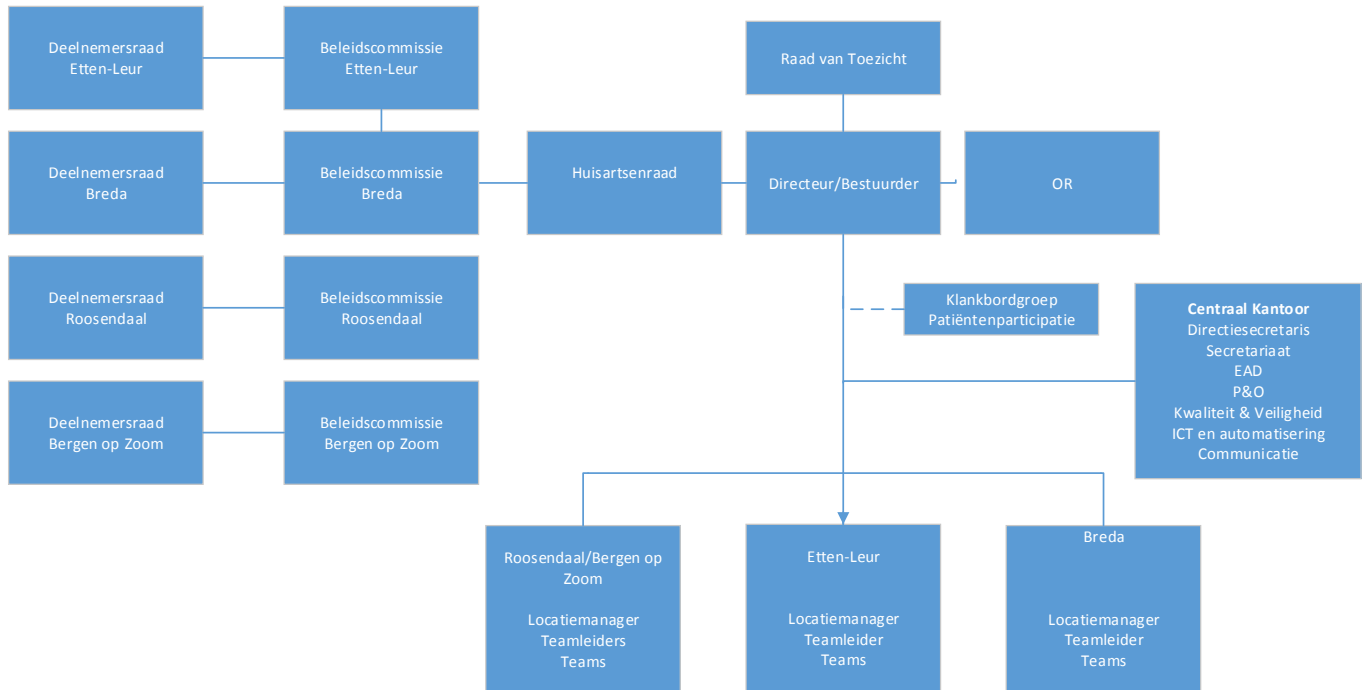 Deelnemersraad
Etten-Leur
Beleidscommissie
Etten-Leur
Raad van Toezicht
Deelnemersraad
Breda
Beleidscommissie
Breda
Huisartsenraad
Directeur/Bestuurder
OR
Deelnemersraad
Roosendaal
Beleidscommissie
Roosendaal
Klankbordgroep
Patiëntenparticipatie
Centraal Kantoor
Directiesecretaris
Secretariaat
EAD
P&O
Kwaliteit & Veiligheid
ICT en automatisering
Communicatie
Deelnemersraad
Bergen op Zoom
Beleidscommissie
Bergen op Zoom
Roosendaal/Bergen op
Zoom
Locatiemanager
Teamleiders
Teams
Etten-Leur
Locatiemanager
Teamleider
Teams
Breda
Locatiemanager
Teamleider
Teams